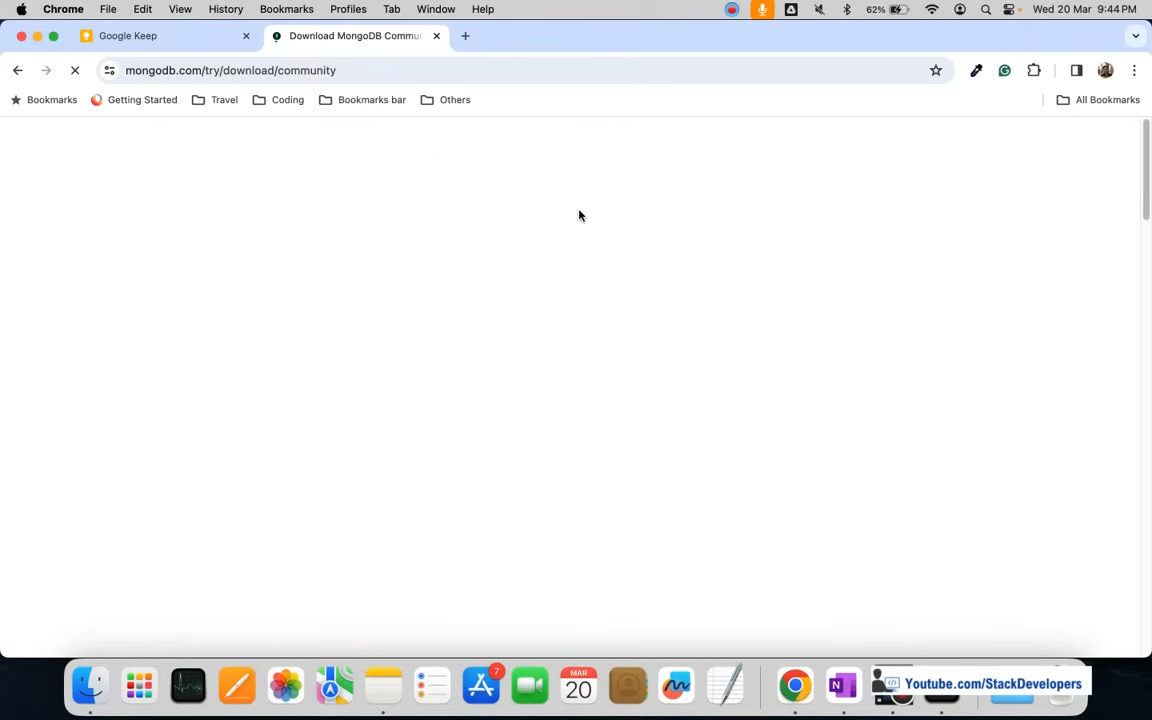 Chrome File Edit View History Bookmarks Profiles Tab Window Help 62% Wed 20 Mar 9:44 PM
Google Keep Download MongoDB Commu
mongodb.com/try/download/community
Bookmarks Getting Started Travel Coding Bookmarks bar Others All Bookmarks
7
MAR
20
Youtube.com/StackDevelopers